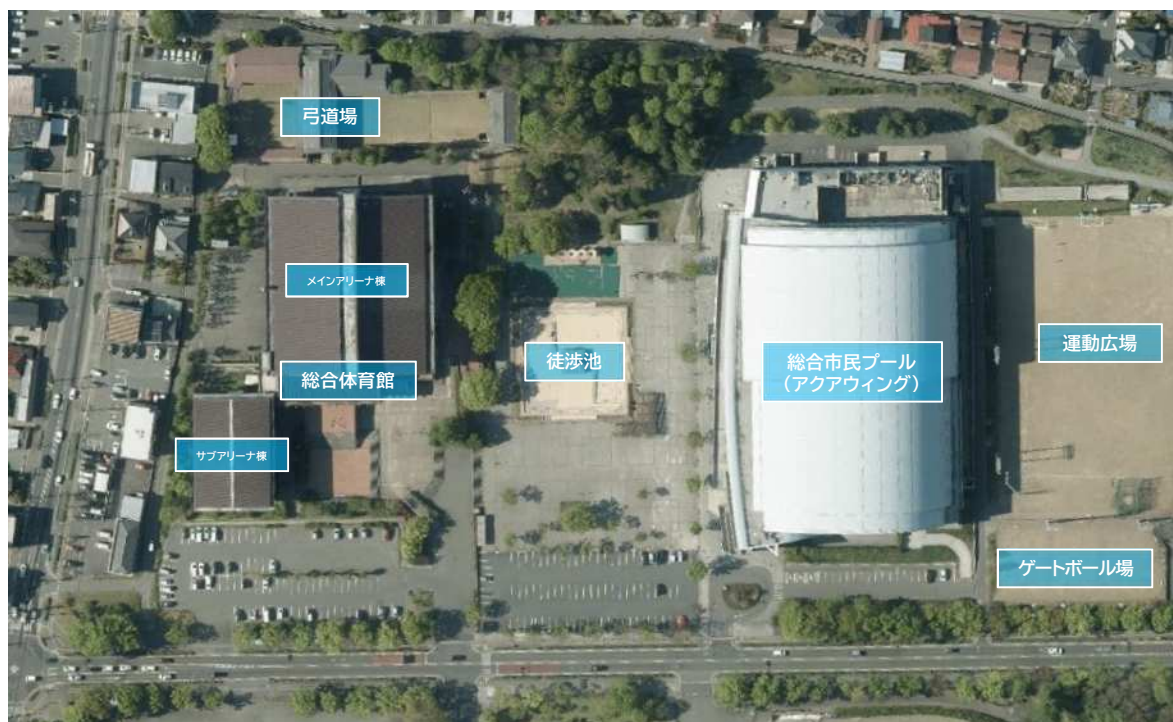 弓道場
メインアリーナ棟
総合体育館
サブアリーナ棟
徒渉池
総合市民プール
（アクアウィング）
運動広場
ゲートボール場